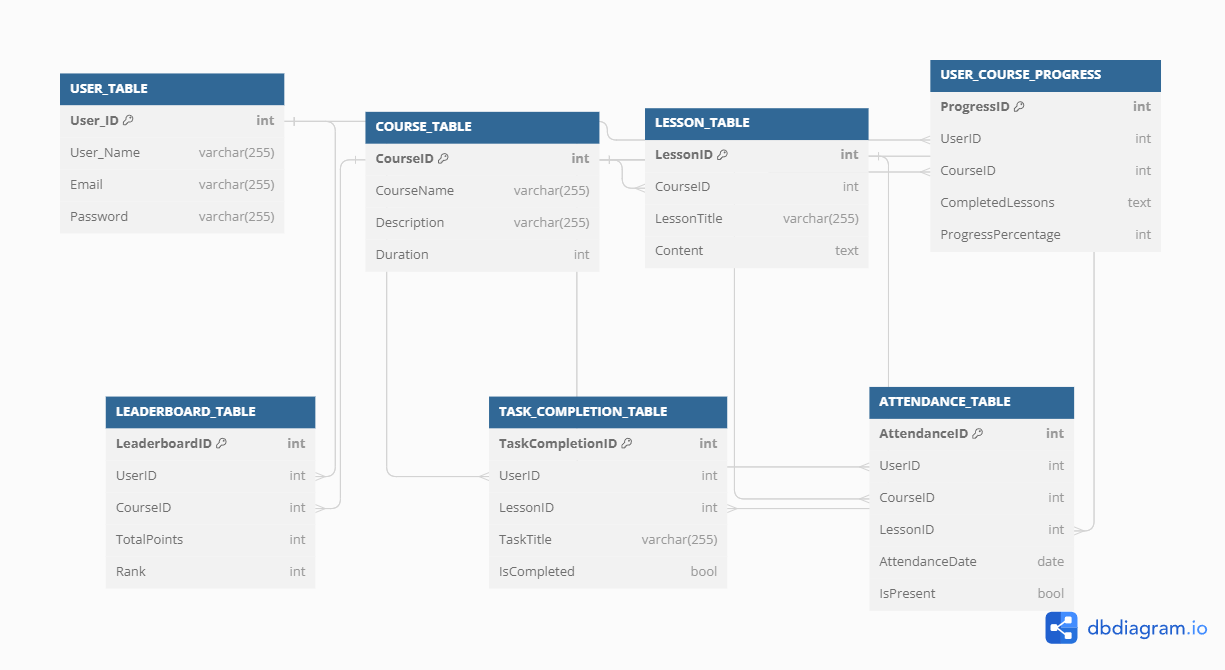 USER_TABLE
User_ID int
User_Name varchar(255)
Email varchar(255)
Password varchar(255)
COURSE_TABLE
CourseID int
CourseName varchar(255)
Description varchar(255)
Duration int
LESSON_TABLE
LessonID int
CourseID int
LessonTitle varchar(255)
Content text
USER_COURSE_PROGRESS
ProgressID int
UserID int
CourseID int
CompletedLessons text
ProgressPercentage int
LEADERBOARD_TABLE
LeaderboardID int
UserID int
CourseID int
TotalPoints int
Rank int
TASK_COMPLETION_TABLE
TaskCompletionID int
UserID int
LessonID int
TaskTitle varchar(255)
IsCompleted bool
ATTENDANCE_TABLE
AttendanceID int
UserID int
CourseID int
LessonID int
AttendanceDate date
IsPresent bool
dbdiagram.io